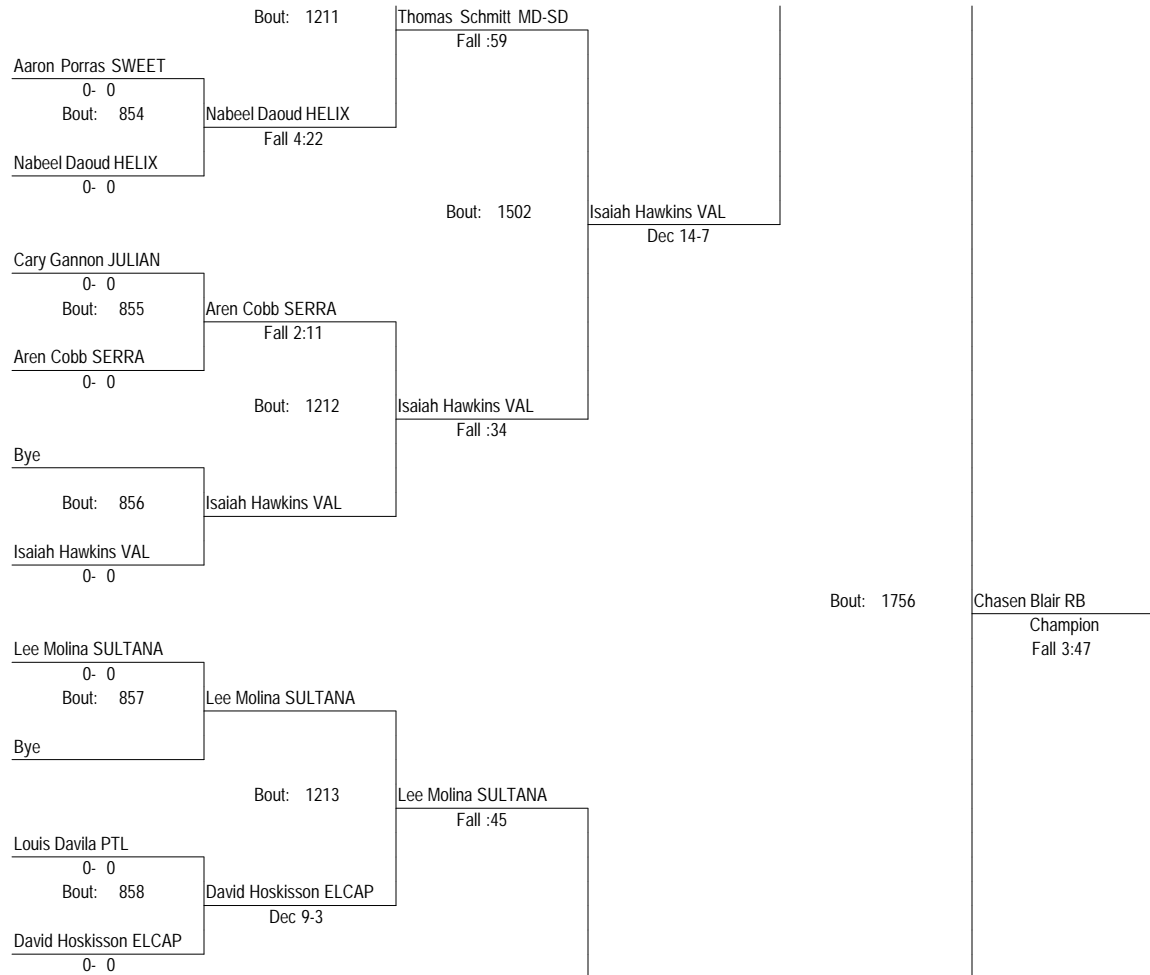 Bout: 1211 Thomas Schmitt MD-SD
Fall :59
Aaron Porras SWEET
0- 0
Bout: 854 Nabeel Daoud HELIX
Fall 4:22
Nabeel Daoud HELIX
0- 0
Bout: 1502 Isaiah Hawkins VAL
Dec 14-7
Cary Gannon JULIAN
0- 0
Bout: 855 Aren Cobb SERRA
Fall 2:11
Aren Cobb SERRA
0- 0
Bout: 1212 Isaiah Hawkins VAL
Fall :34
Bye
Bout: 856 Isaiah Hawkins VAL
Isaiah Hawkins VAL
0- 0
Bout: 1756 Chasen Blair RB
Champion
Fall 3:47
Lee Molina SULTANA
0- 0
Bout: 857 Lee Molina SULTANA
Bye
Bout: 1213 Lee Molina SULTANA
Fall :45
Louis Davila PTL
0- 0
Bout: 858 David Hoskisson ELCAP
Dec 9-3
David Hoskisson ELCAP
0- 0